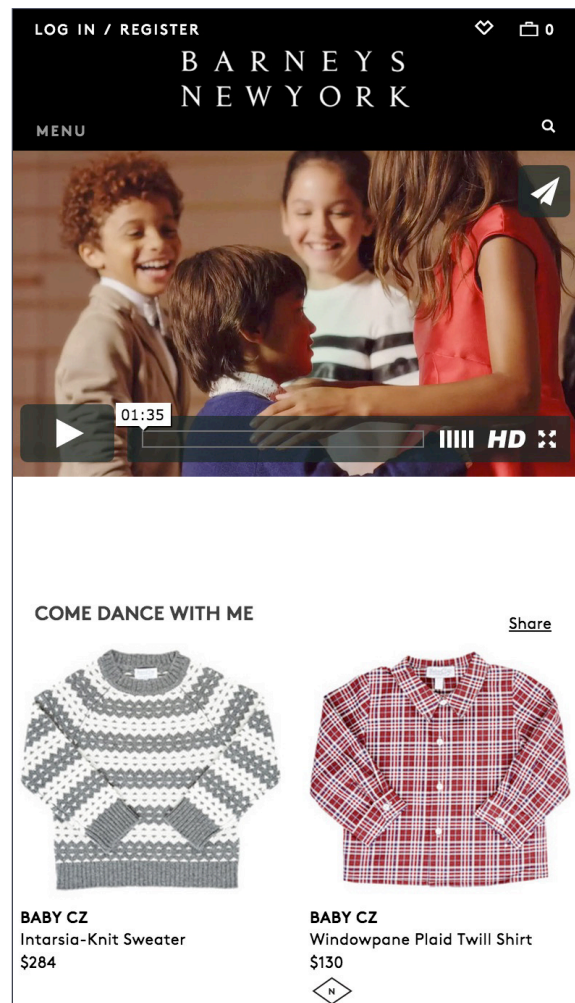 LOG IN / REGISTER
0
BARNEYS
NEWYORK
MENU
01:35
HD
COME DANCE WITH ME
Share
BABY CZ
Intarsia-Knit Sweater
$284
BABY CZ
Windowpane Plaid Twill Shirt
$130
N